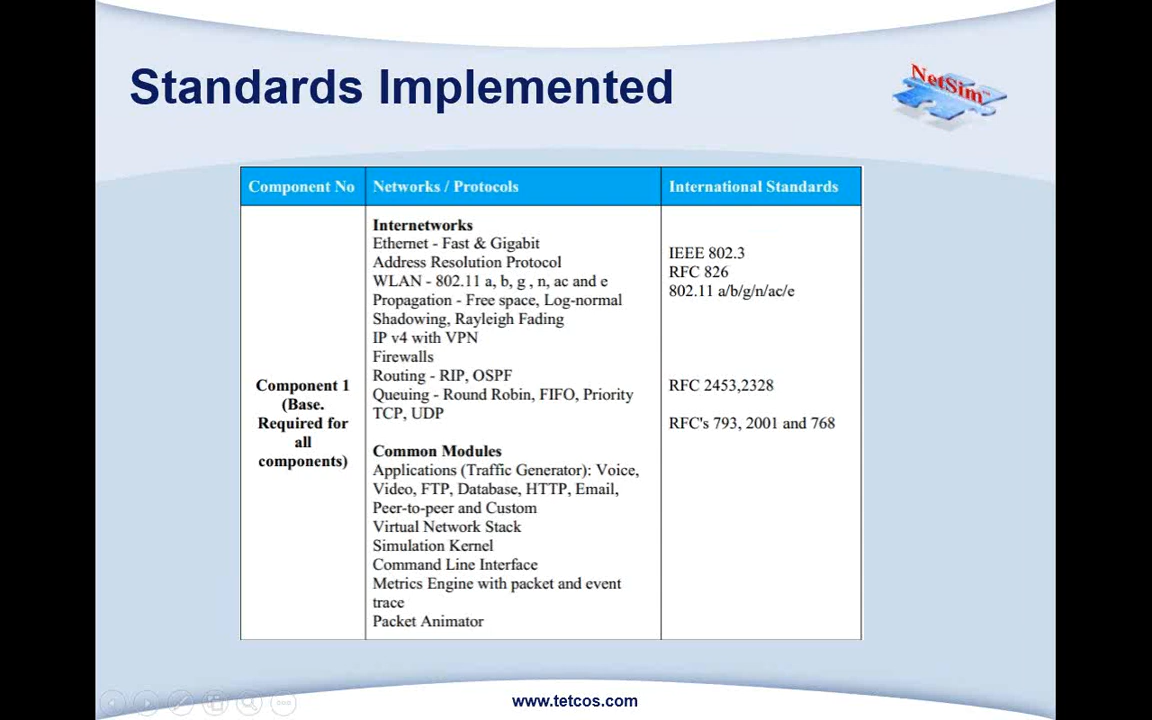 Standards Implemented
NetSim™
Component No
Networks / Protocols
International Standards
Component 1
(Base.
Required for
all
components)
Internetworks
Ethernet - Fast & Gigabit
Address Resolution Protocol
WLAN - 802.11 a, b, g , n, ac and e
Propagation - Free space, Log-normal
Shadowing, Rayleigh Fading
IP v4 with VPN
Firewalls
Routing - RIP, OSPF
Queuing - Round Robin, FIFO, Priority
TCP, UDP
Common Modules
Applications (Traffic Generator): Voice,
Video, FTP, Database, HTTP, Email,
Peer-to-peer and Custom
Virtual Network Stack
Simulation Kernel
Command Line Interface
Metrics Engine with packet and event
trace
Packet Animator
IEEE 802.3
RFC 826
802.11 a/b/g/n/ac/e
RFC 2453,2328
RFC's 793, 2001 and 768
www.tetcos.com